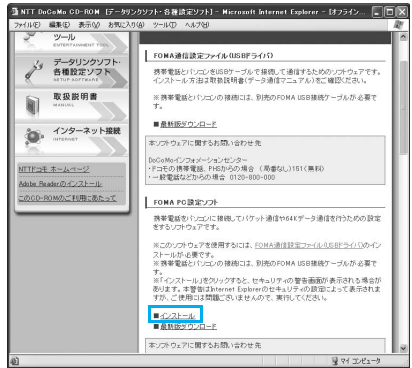 NTT DoCoMo CD-ROM [データリンクソフト・各種設定ソフト] - Microsoft Internet Explorer - [オフライン...
ファイル(F) 編集(E) 表示(V) お気に入り(A) ツール(T) ヘルプ(H)
ツール
ENTERTAINMENT TOOL
データリンクソフト・
各種設定ソフト
SETUP SOFTWARE
取扱説明書
MANUAL
インターネット接続
INTERNET
NTTドコモ ホームページ
Adobe Readerのインストール
このCD-ROMのご利用にあたって
FOMA通信設定ファイル(USBドライバ)
携帯電話とパソコンをUSBケーブルで接続して通信するためのソフトウェアです。
インストール方法は取扱説明書(データ通信マニュアル)をご確認ください。
※携帯電話とパソコンの接続には、別売のFOMA USB接続ケーブルが必要で
す。
■最新版ダウンロード
本ソフトウェアに関するお問い合わせ先
DoCoMoインフォメーションセンター
・ドコモの携帯電話、PHSからの場合 (局番なし)151(無料)
・一般電話などからの場合 0120-800-000
FOMA PC設定ソフト
携帯電話をパソコンに接続してパケット通信や64Kデータ通信を行うための設定
をするソフトウェアです。
※このソフトウェアを使用するには、FOMA通信設定ファイル(USBドライバ)のイン
ストールが必要です。
※携帯電話とパソコンの接続には、別売のFOMA USB接続ケーブルが必要で
す。
※「インストール」をクリックすると、セキュリティの警告画面が表示される場合が
あります。本警告はInternet Explorerのセキュリティの設定によって表示されま
すが、ご使用には問題ございませんので、実行してください。
■インストール
■最新版ダウンロード
本ソフトウェアに関するお問い合わせ先
マイ コンピュータ